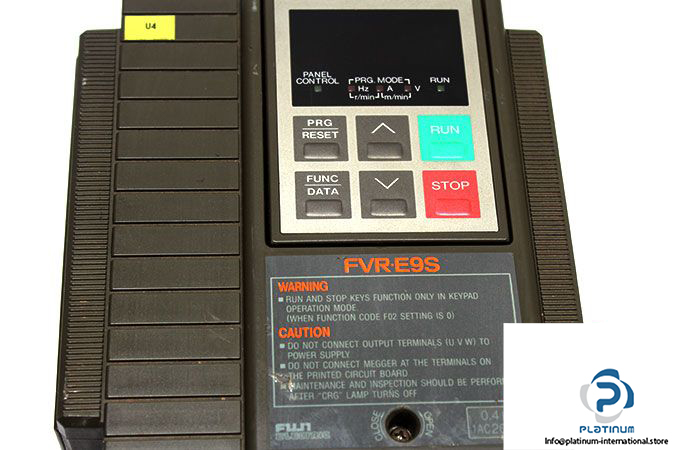 U4
PANEL CONTROL
PRG. MODE
RUN
Hz A V
r/min m/min
PRG RESET
RUN
FUNC DATA
STOP
FVR-E9S
WARNING
■ RUN AND STOP KEYS FUNCTION ONLY IN KEYPAD
OPERATION MODE
(WHEN FUNCTION CODE F02 SETTING IS 0)
CAUTION
■ DO NOT CONNECT OUTPUT TERMINALS (U V W) TO
POWER SUPPLY
■ DO NOT CONNECT MEGGER AT THE TERMINALS ON
THE PRINTED CIRCUIT BOARD
■ MAINTENANCE AND INSPECTION SHOULD BE PERFOR
AFTER "CRG" LAMP TURNS OFF
CLOSE OPEN
FUJI
ELECTRIC
PLATINUM
info@platinum-international.store